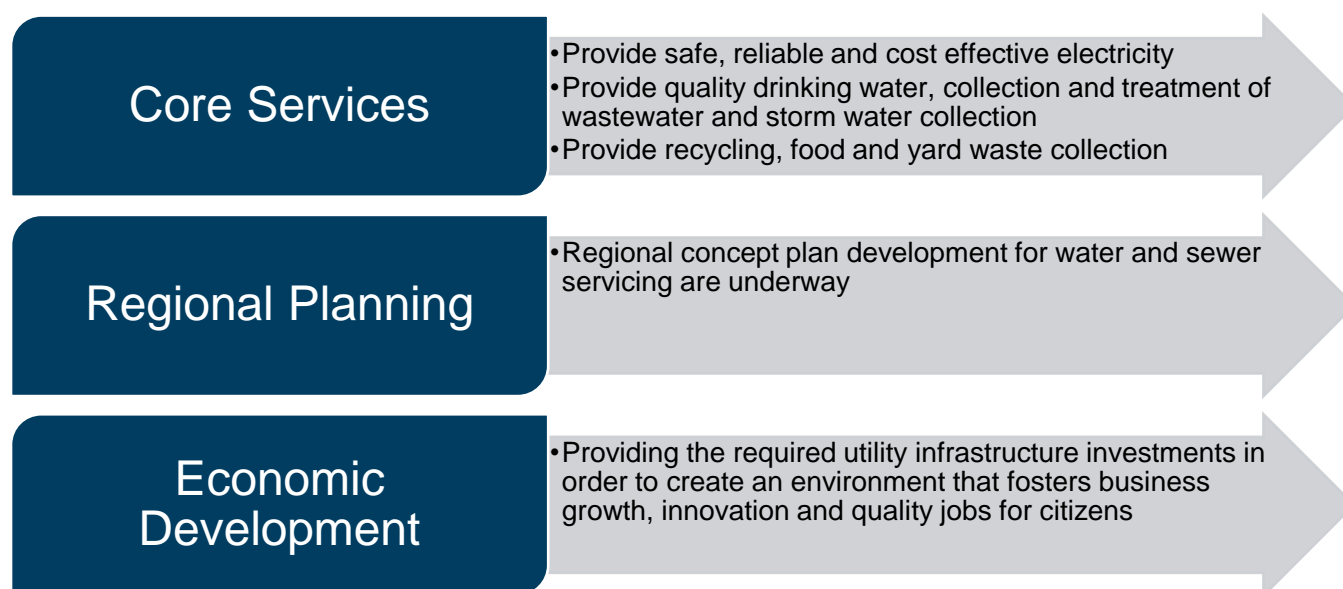 Core Services
•Provide safe, reliable and cost effective electricity
•Provide quality drinking water, collection and treatment of
wastewater and storm water collection
•Provide recycling, food and yard waste collection
Regional Planning
•Regional concept plan development for water and sewer
servicing are underway
Economic
Development
•Providing the required utility infrastructure investments in
order to create an environment that fosters business
growth, innovation and quality jobs for citizens